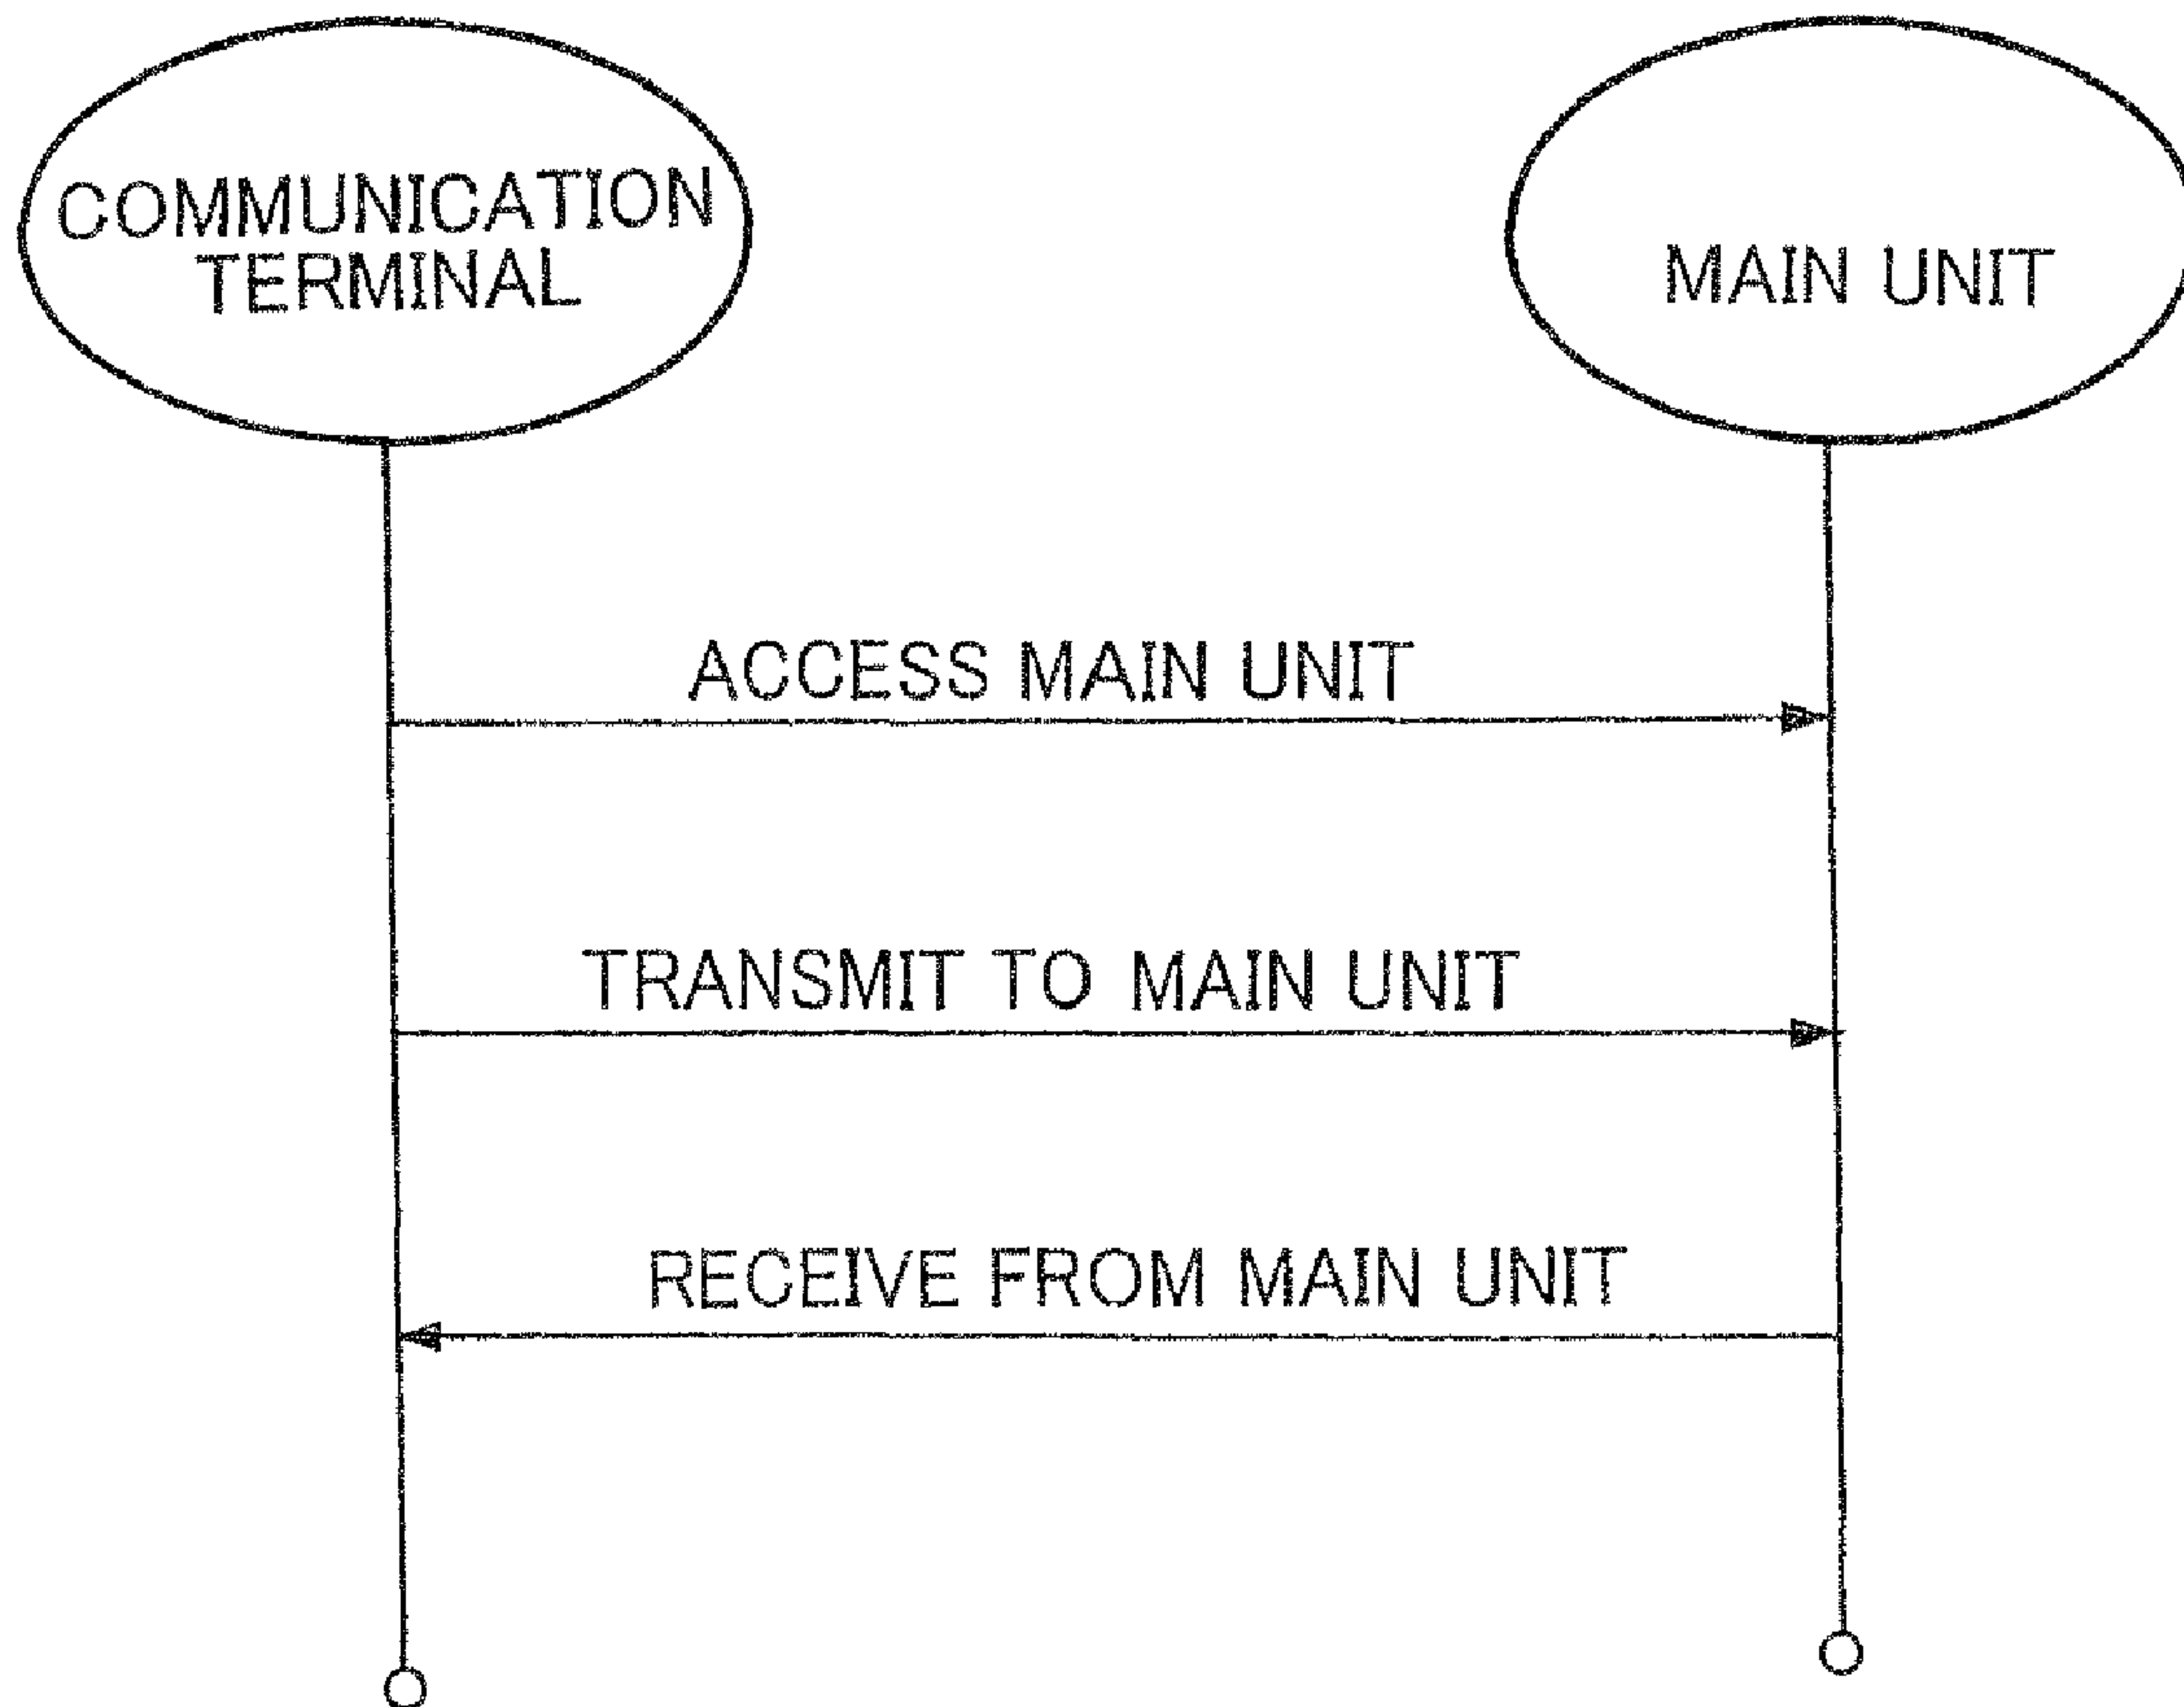 COMMUNICATION
TERMINAL
MAIN UNIT
ACCESS MAIN UNIT
TRANSMIT TO MAIN UNIT
RECEIVE FROM MAIN UNIT